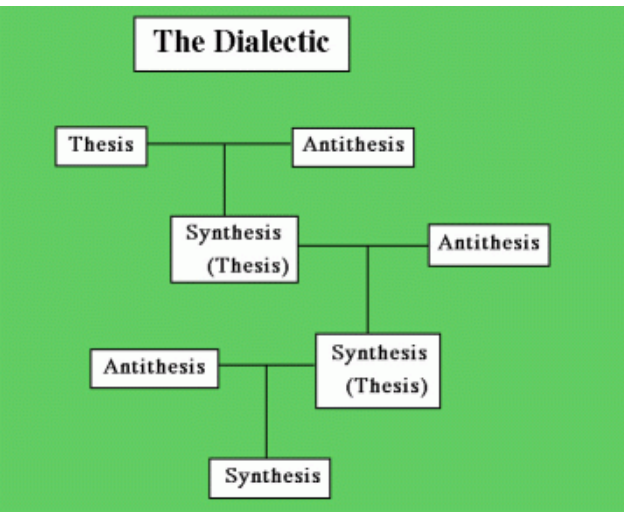 The Dialectic
Thesis
Antithesis
Synthesis
(Thesis)
Antithesis
Synthesis
(Thesis)
Antithesis
Synthesis